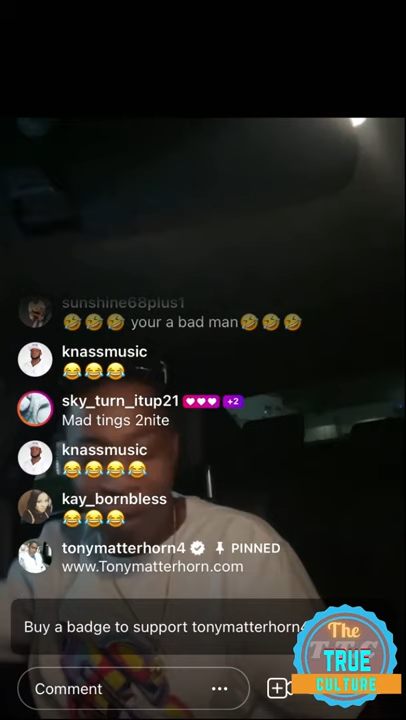 sunshine68plus1
🤣🤣🤣 your a bad man🤣🤣🤣
knassmusic
😂😂😂
sky_turn_itup21 +2
Mad tings 2nite
knassmusic
😂😂😂😂
kay_bornbless
😂😂😂
tonymatterhorn4 PINNED
www.Tonymatterhorn.com
Buy a badge to support tonymatterhorn4
Comment ...
The
TRUE
CULTURE